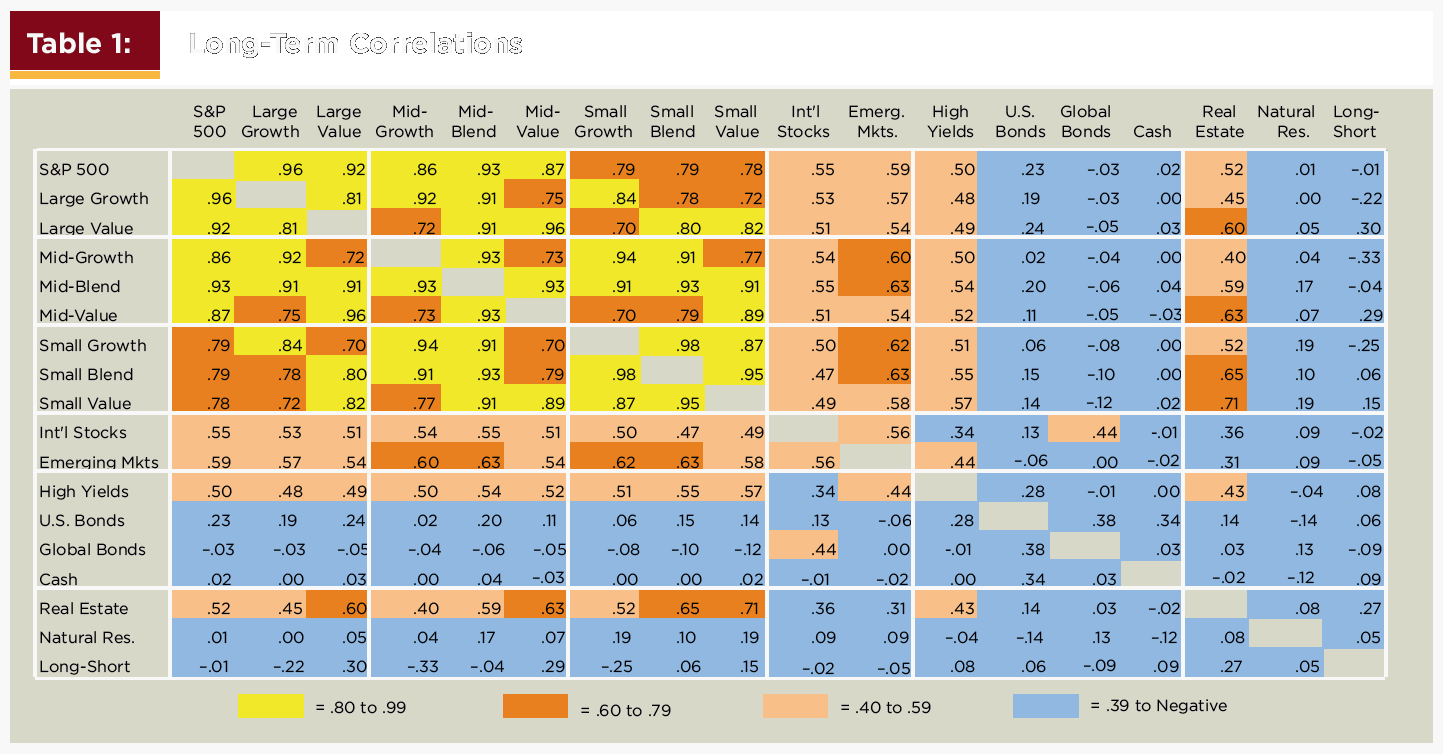 Table 1: Long-Term Correlations
S&P Large Large Mid- Mid- Mid- Small Small Small Int'l Emerg. High U.S. Global Real Natural Long-
500 Growth Value Growth Blend Value Growth Blend Value Stocks Mkts. Yields Bonds Bonds Cash Estate Res. Short
S&P 500 .96 .92 .86 .93 .87 .79 .79 .78 .55 .59 .50 .23 –.03 .02 .52 .01 –.01
Large Growth .96 .81 .92 .91 .75 .84 .78 .72 .53 .57 .48 .19 –.03 .00 .45 .00 –.22
Large Value .92 .81 .72 .91 .96 .70 .80 .82 .51 .54 .49 .24 –.05 .03 .60 .05 .30
Mid-Growth .86 .92 .72 .93 .73 .94 .91 .77 .54 .60 .50 .02 –.04 .00 .40 .04 –.33
Mid-Blend .93 .91 .91 .93 .93 .91 .93 .91 .55 .63 .54 .20 –.06 .04 .59 .17 –.04
Mid-Value .87 .75 .96 .73 .93 .70 .79 .89 .51 .54 .52 .11 –.05 –.03 .63 .07 .29
Small Growth .79 .84 .70 .94 .91 .70 .98 .87 .50 .62 .51 .06 –.08 .00 .52 .19 –.25
Small Blend .79 .78 .80 .91 .93 .79 .98 .95 .47 .63 .55 .15 –.10 .00 .65 .10 .06
Small Value .78 .72 .82 .77 .91 .89 .87 .95 .49 .58 .57 .14 –.12 .02 .71 .19 .15
Int'l Stocks .55 .53 .51 .54 .55 .51 .50 .47 .49 .56 .34 .13 .44 -.01 .36 .09 –.02
Emerging Mkts .59 .57 .54 .60 .63 .54 .62 .63 .58 .56 .44 –.06 .00 –.02 .31 .09 –.05
High Yields .50 .48 .49 .50 .54 .52 .51 .55 .57 .34 .44 .28 –.01 .00 .43 –.04 .08
U.S. Bonds .23 .19 .24 .02 .20 .11 .06 .15 .14 .13 –.06 .28 .38 .34 .14 –.14 .06
Global Bonds –.03 –.03 –.05 –.04 –.06 –.05 –.08 –.10 –.12 .44 .00 -.01 .38 .03 .03 .13 –.09
Cash .02 .00 .03 .00 .04 –.03 .00 .00 .02 –.01 –.02 .00 .34 .03 –.02 –.12 .09
Real Estate .52 .45 .60 .40 .59 .63 .52 .65 .71 .36 .31 .43 .14 .03 –.02 .08 .27
Natural Res. .01 .00 .05 .04 .17 .07 .19 .10 .19 .09 .09 –.04 –.14 .13 –.12 .08 .05
Long-Short –.01 –.22 .30 –.33 –.04 .29 –.25 .06 .15 –.02 –.05 .08 .06 –.09 .09 .27 .05
= .80 to .99 = .60 to .79 = .40 to .59 = .39 to Negative